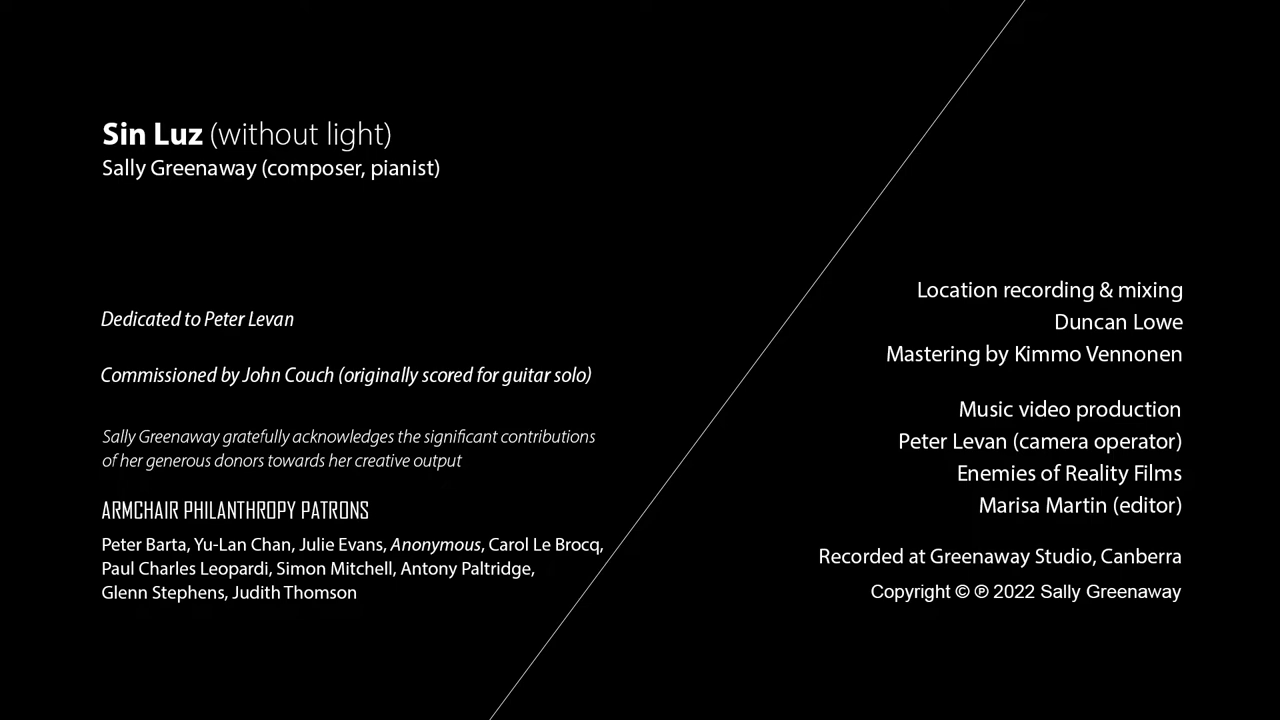 Sin Luz (without light)
Sally Greenaway (composer, pianist)
Dedicated to Peter Levan
Commissioned by John Couch (originally scored for guitar solo)
Sally Greenaway gratefully acknowledges the significant contributions
of her generous donors towards her creative output
ARMCHAIR PHILANTHROPY PATRONS
Peter Barta, Yu-Lan Chan, Julie Evans, Anonymous, Carol Le Brocq,
Paul Charles Leopardi, Simon Mitchell, Antony Paltridge,
Glenn Stephens, Judith Thomson
Location recording & mixing
Duncan Lowe
Mastering by Kimmo Vennonen
Music video production
Peter Levan (camera operator)
Enemies of Reality Films
Marisa Martin (editor)
Recorded at Greenaway Studio, Canberra
Copyright © ℗ 2022 Sally Greenaway